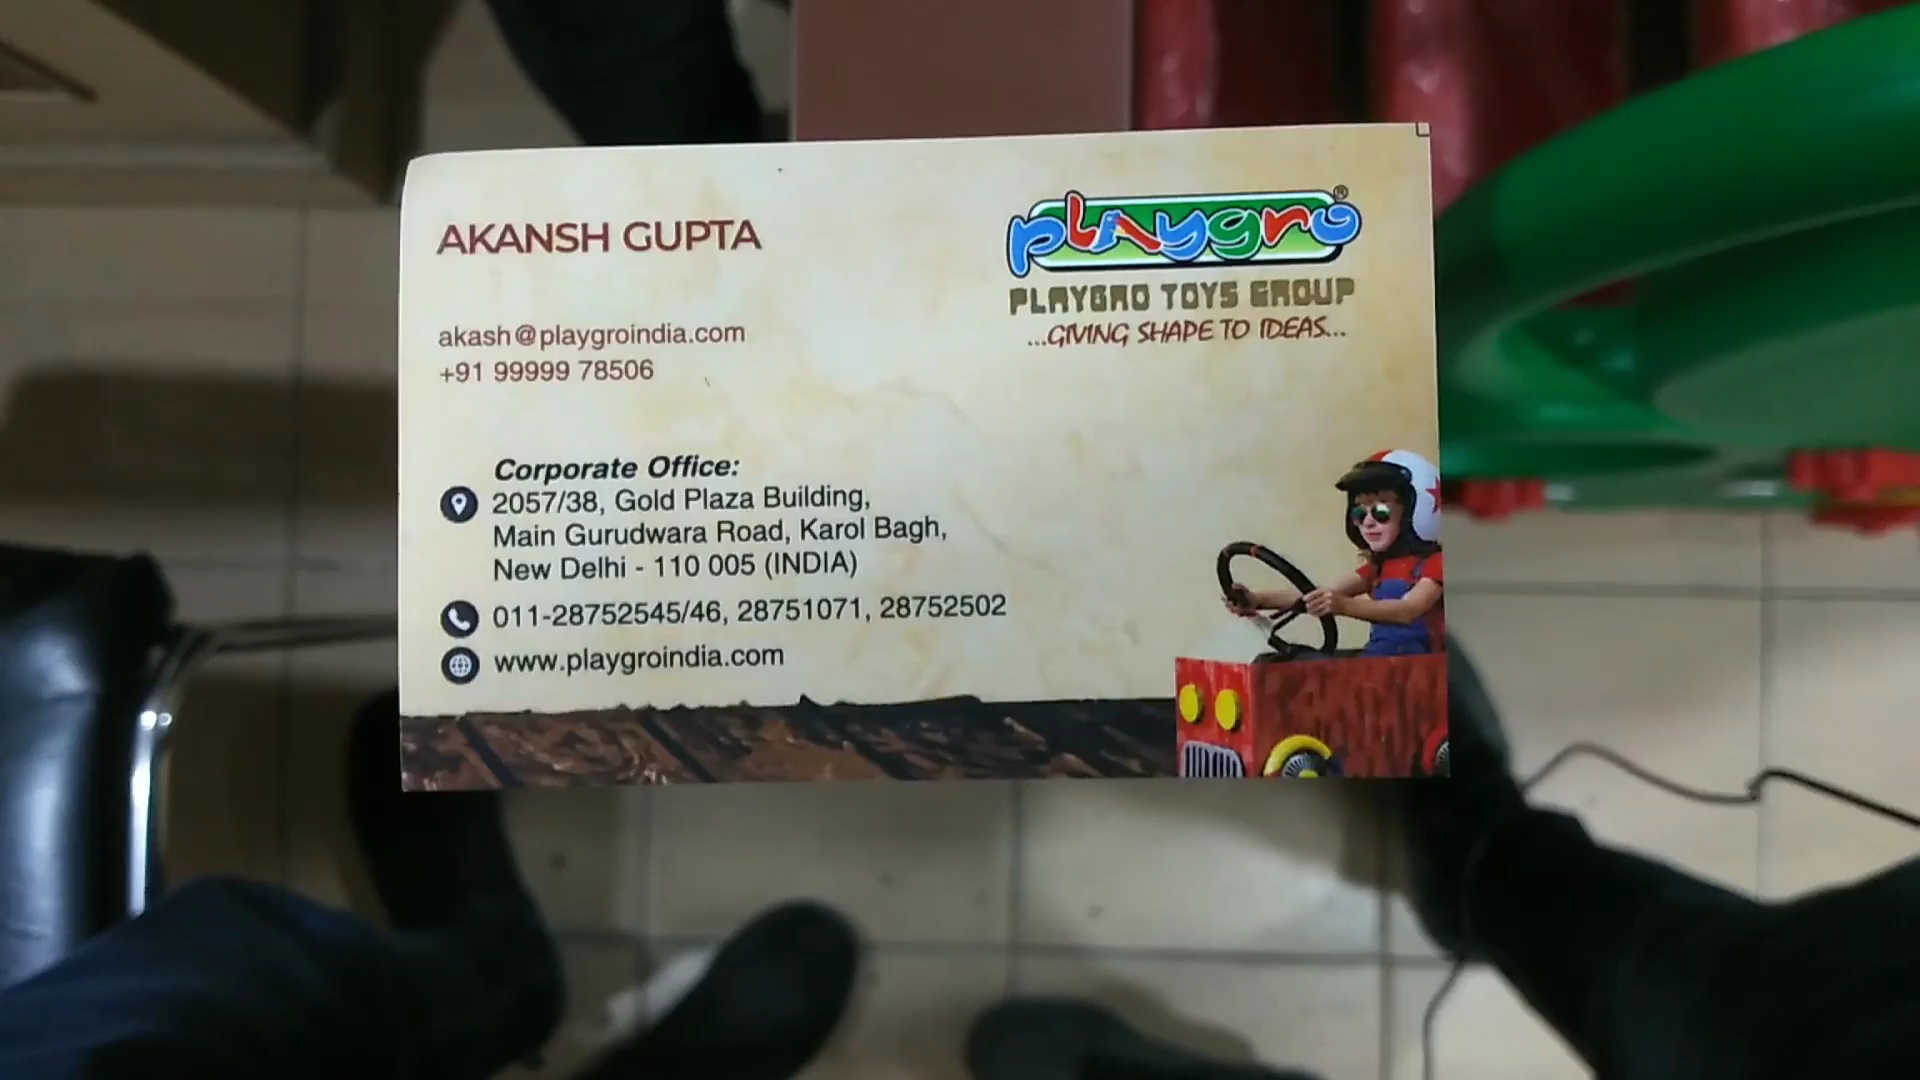 AKANSH GUPTA
akash@playgroindia.com
+91 99999 78506
playgro®
PLAYGRO TOYS GROUP
...GIVING SHAPE TO IDEAS...
Corporate Office:
2057/38, Gold Plaza Building,
Main Gurudwara Road, Karol Bagh,
New Delhi - 110 005 (INDIA)
011-28752545/46, 28751071, 28752502
www.playgroindia.com